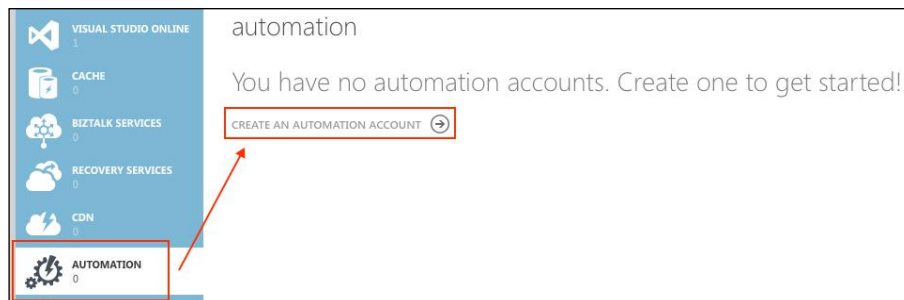 VISUAL STUDIO ONLINE
1
CACHE
0
BIZTALK SERVICES
0
RECOVERY SERVICES
0
CDN
0
AUTOMATION
0
automation
You have no automation accounts. Create one to get started!
CREATE AN AUTOMATION ACCOUNT